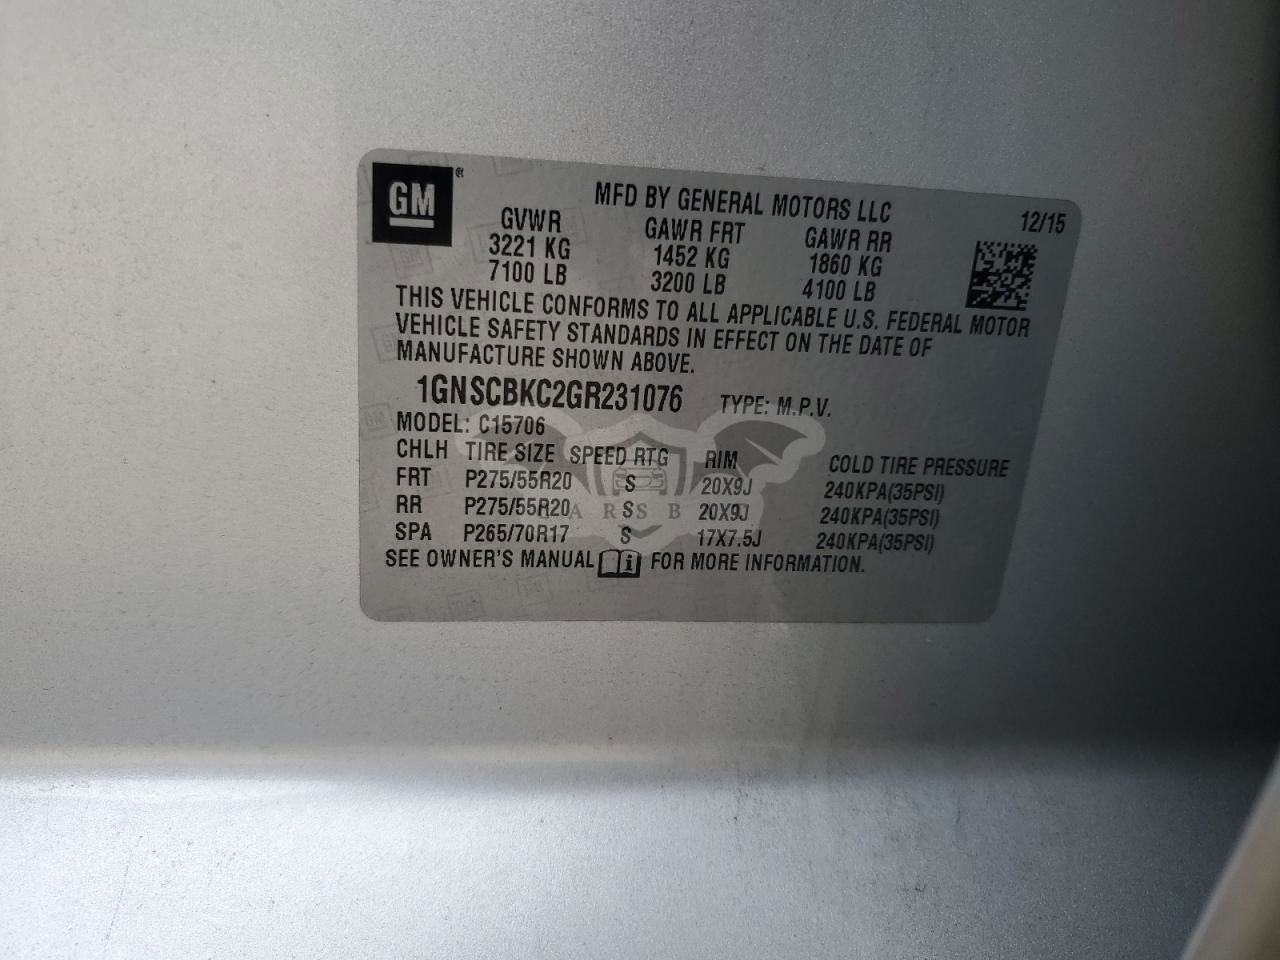 GM ® MFD BY GENERAL MOTORS LLC 12/15
GVWR GAWR FRT GAWR RR
3221 KG 1452 KG 1860 KG
7100 LB 3200 LB 4100 LB
THIS VEHICLE CONFORMS TO ALL APPLICABLE U.S. FEDERAL MOTOR
VEHICLE SAFETY STANDARDS IN EFFECT ON THE DATE OF
MANUFACTURE SHOWN ABOVE.
1GNSCBKC2GR231076 TYPE: M.P.V.
MODEL: C15706
CHLH TIRE SIZE SPEED RTG RIM COLD TIRE PRESSURE
FRT P275/55R20 S 20X9J 240KPA(35PSI)
RR P275/55R20 S 20X9J 240KPA(35PSI)
SPA P265/70R17 S 17X7.5J 240KPA(35PSI)
SEE OWNER'S MANUAL i FOR MORE INFORMATION.